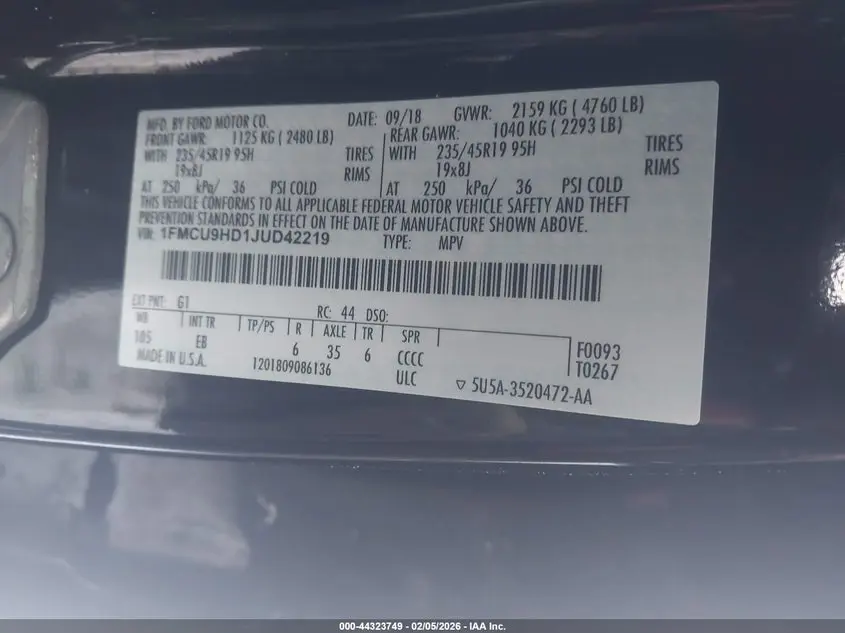 MFD. BY FORD MOTOR CO. DATE: 09/18 GVWR: 2159 KG ( 4760 LB)
FRONT GAWR: 1125 KG ( 2480 LB) REAR GAWR: 1040 KG ( 2293 LB)
WITH 235/45R19 95H TIRES WITH 235/45R19 95H TIRES
19x8J RIMS 19x8J RIMS
AT 250 kPa/ 36 PSI COLD AT 250 kPa/ 36 PSI COLD
THIS VEHICLE CONFORMS TO ALL APPLICABLE FEDERAL MOTOR VEHICLE SAFETY AND THEFT
PREVENTION STANDARDS IN EFFECT ON THE DATE OF MANUFACTURE SHOWN ABOVE.
VIN: 1FMCU9HD1JUD42219 TYPE: MPV
EXT PNT: G1 RC: 44 DSO:
WB INT TR TP/PS R AXLE TR SPR
105 EB 6 35 6 CCCC F0093
MADE IN U.S.A. 1201809086136 ULC T0267
▽ 5U5A-3520472-AA
000-44323749 - 02/05/2026 - IAA Inc.